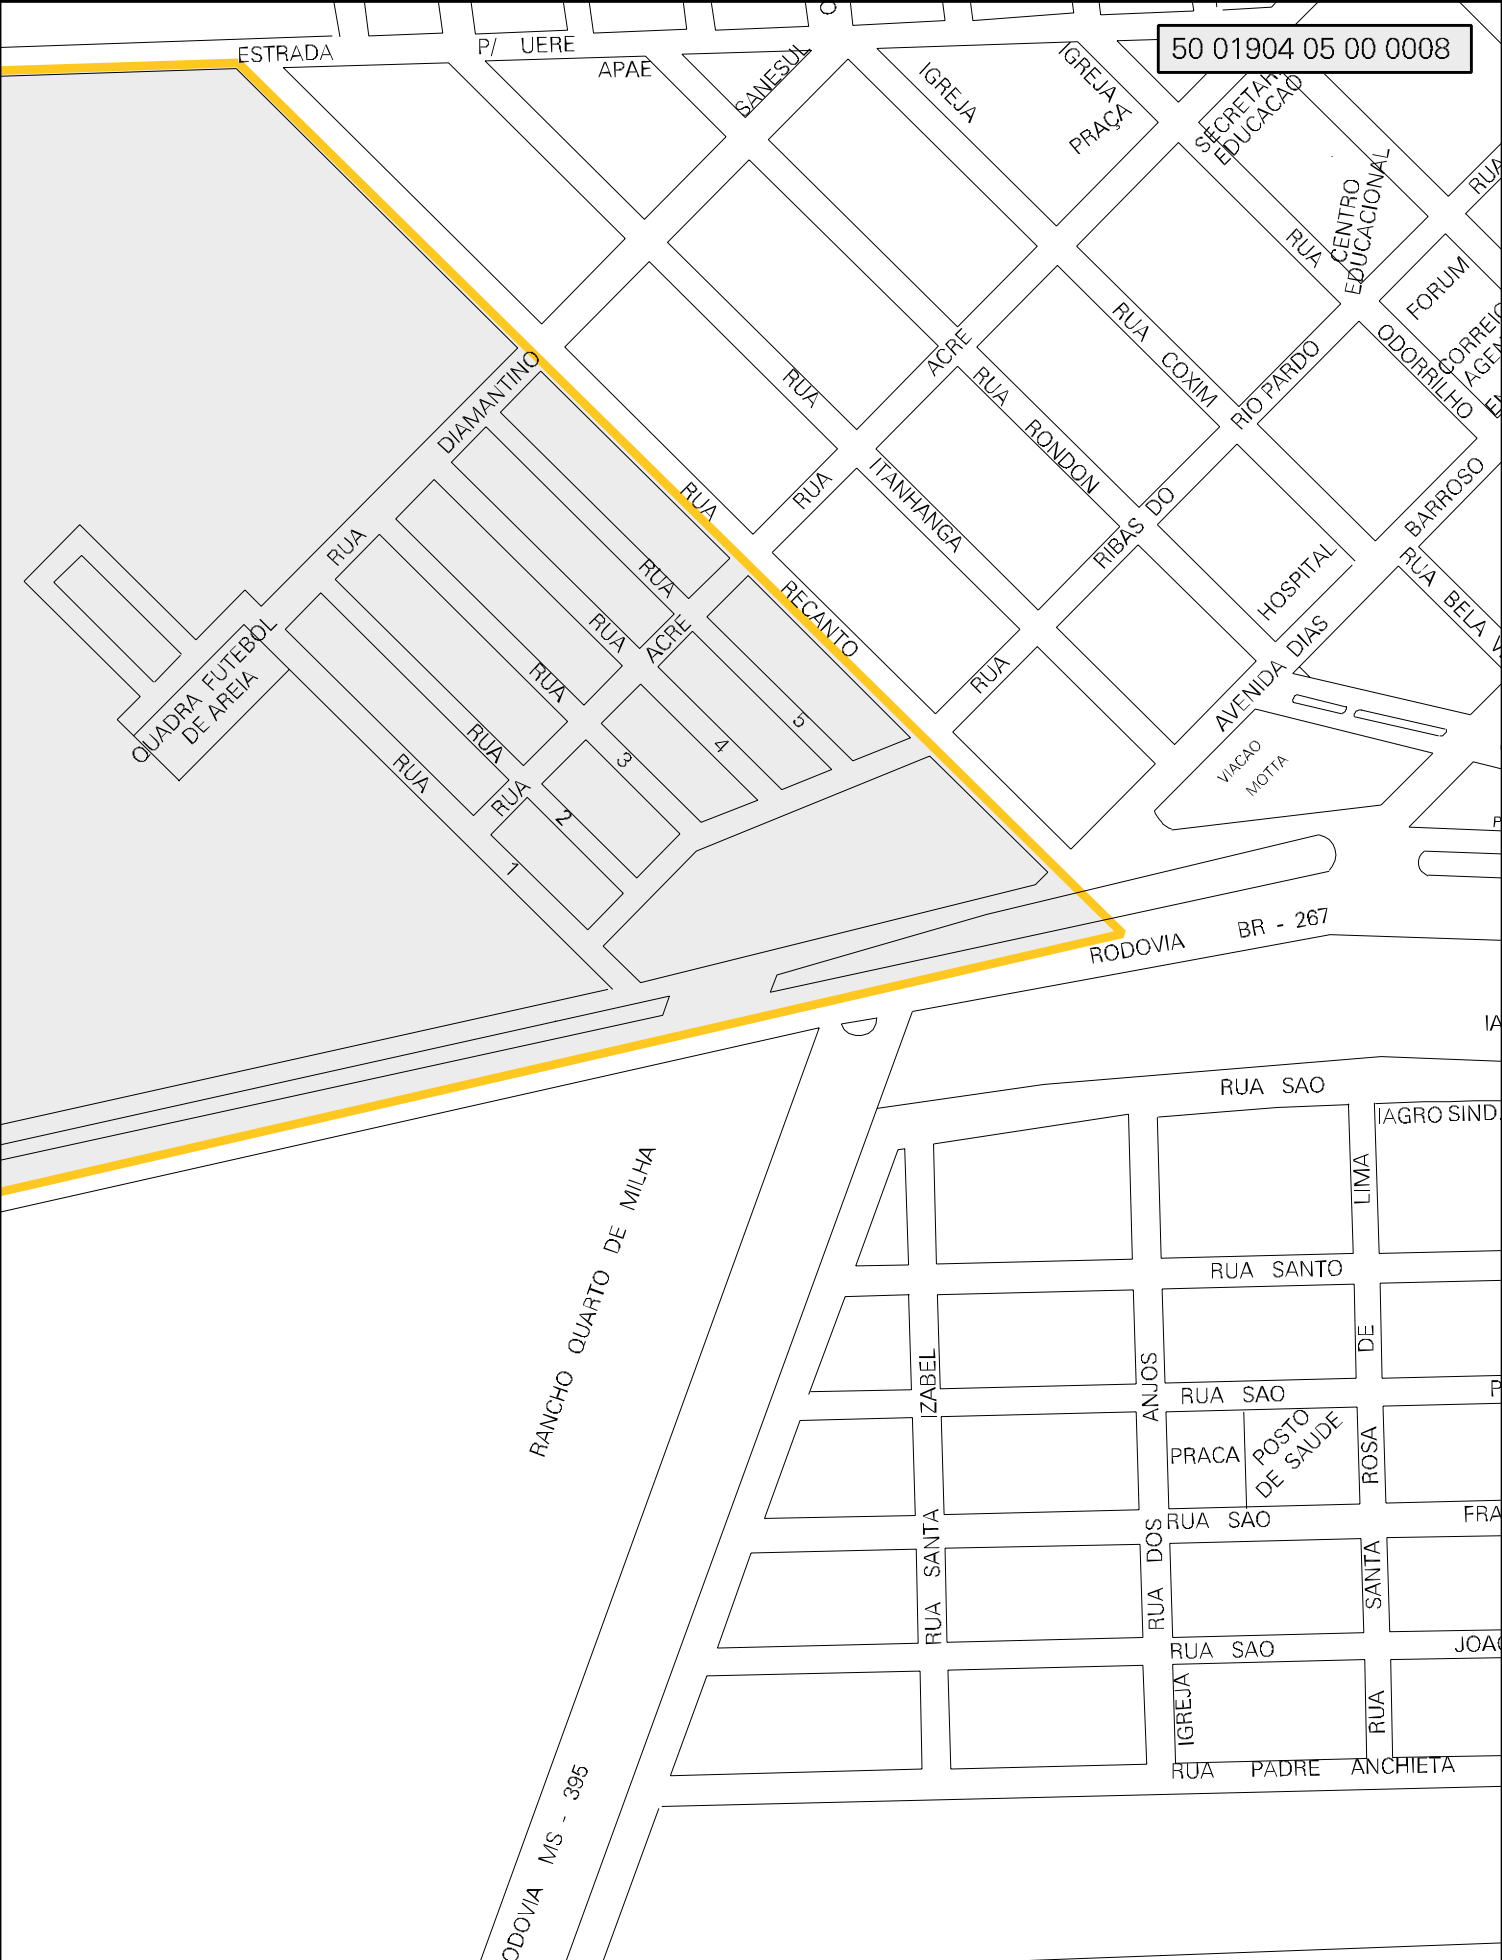 50 01904 05 00 0008
ESTRADA P/ UERE
APAE
SANESUL
IGREJA
IGREJA
PRAÇA
EDUCACAO
CENTRO
EDUCACIONAL
RUA
RUA
FORUM
ODORRILHO
RUA COXIM
RIO PARDO
ACRE
RUA RONDON
RUA
DIAMANTINO
RUA
RUA
ITANHANGA
RIBAS DO
BARROSO
HOSPITAL
RUA BELA
AVENIDA DIAS
RUA
RECANTO
RUA
RUA
RUA
ACRE
RUA
RUA
RUA
RUA
QUADRA FUTEBOL
DE AREIA
5
4
3
2
1
VIACAO
MOTTA
RODOVIA BR - 267
RUA SAO
IAGRO SIND.
LIMA
RANCHO QUARTO DE MILHA
RUA SANTO
DE
IZABEL
ANJOS
RUA SAO
PRACA
POSTO
DE SAUDE
ROSA
RUA SAO
RUA SANTA
RUA DOS
SANTA
RUA SAO
IGREJA
RUA
RUA PADRE ANCHIETA
MS - 395